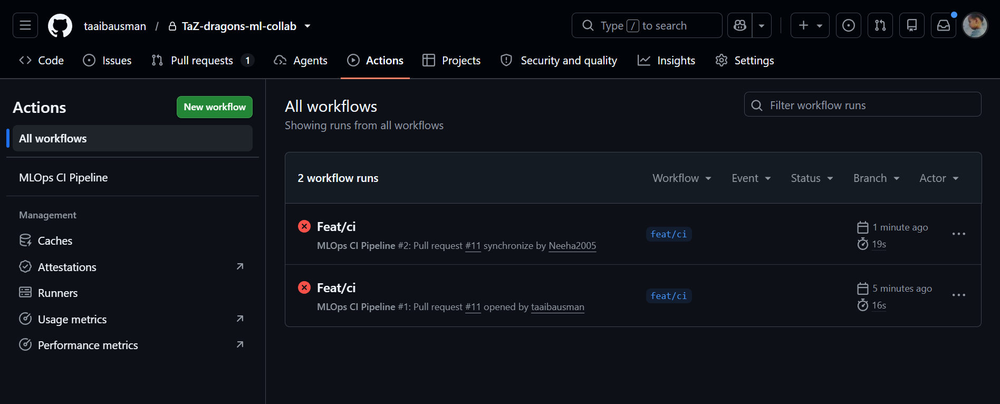 taaibausman / TaZ-dragons-ml-collab
Type / to search
Code Issues Pull requests 1 Agents Actions Projects Security and quality Insights Settings
Actions
New workflow
All workflows
MLOps CI Pipeline
Management
Caches
Attestations
Runners
Usage metrics
Performance metrics
All workflows
Showing runs from all workflows
Filter workflow runs
2 workflow runs
Workflow Event Status Branch Actor
Feat/ci
MLOps CI Pipeline #2: Pull request #11 synchronize by Neeha2005
feat/ci
1 minute ago
19s
Feat/ci
MLOps CI Pipeline #1: Pull request #11 opened by taaibausman
feat/ci
5 minutes ago
16s